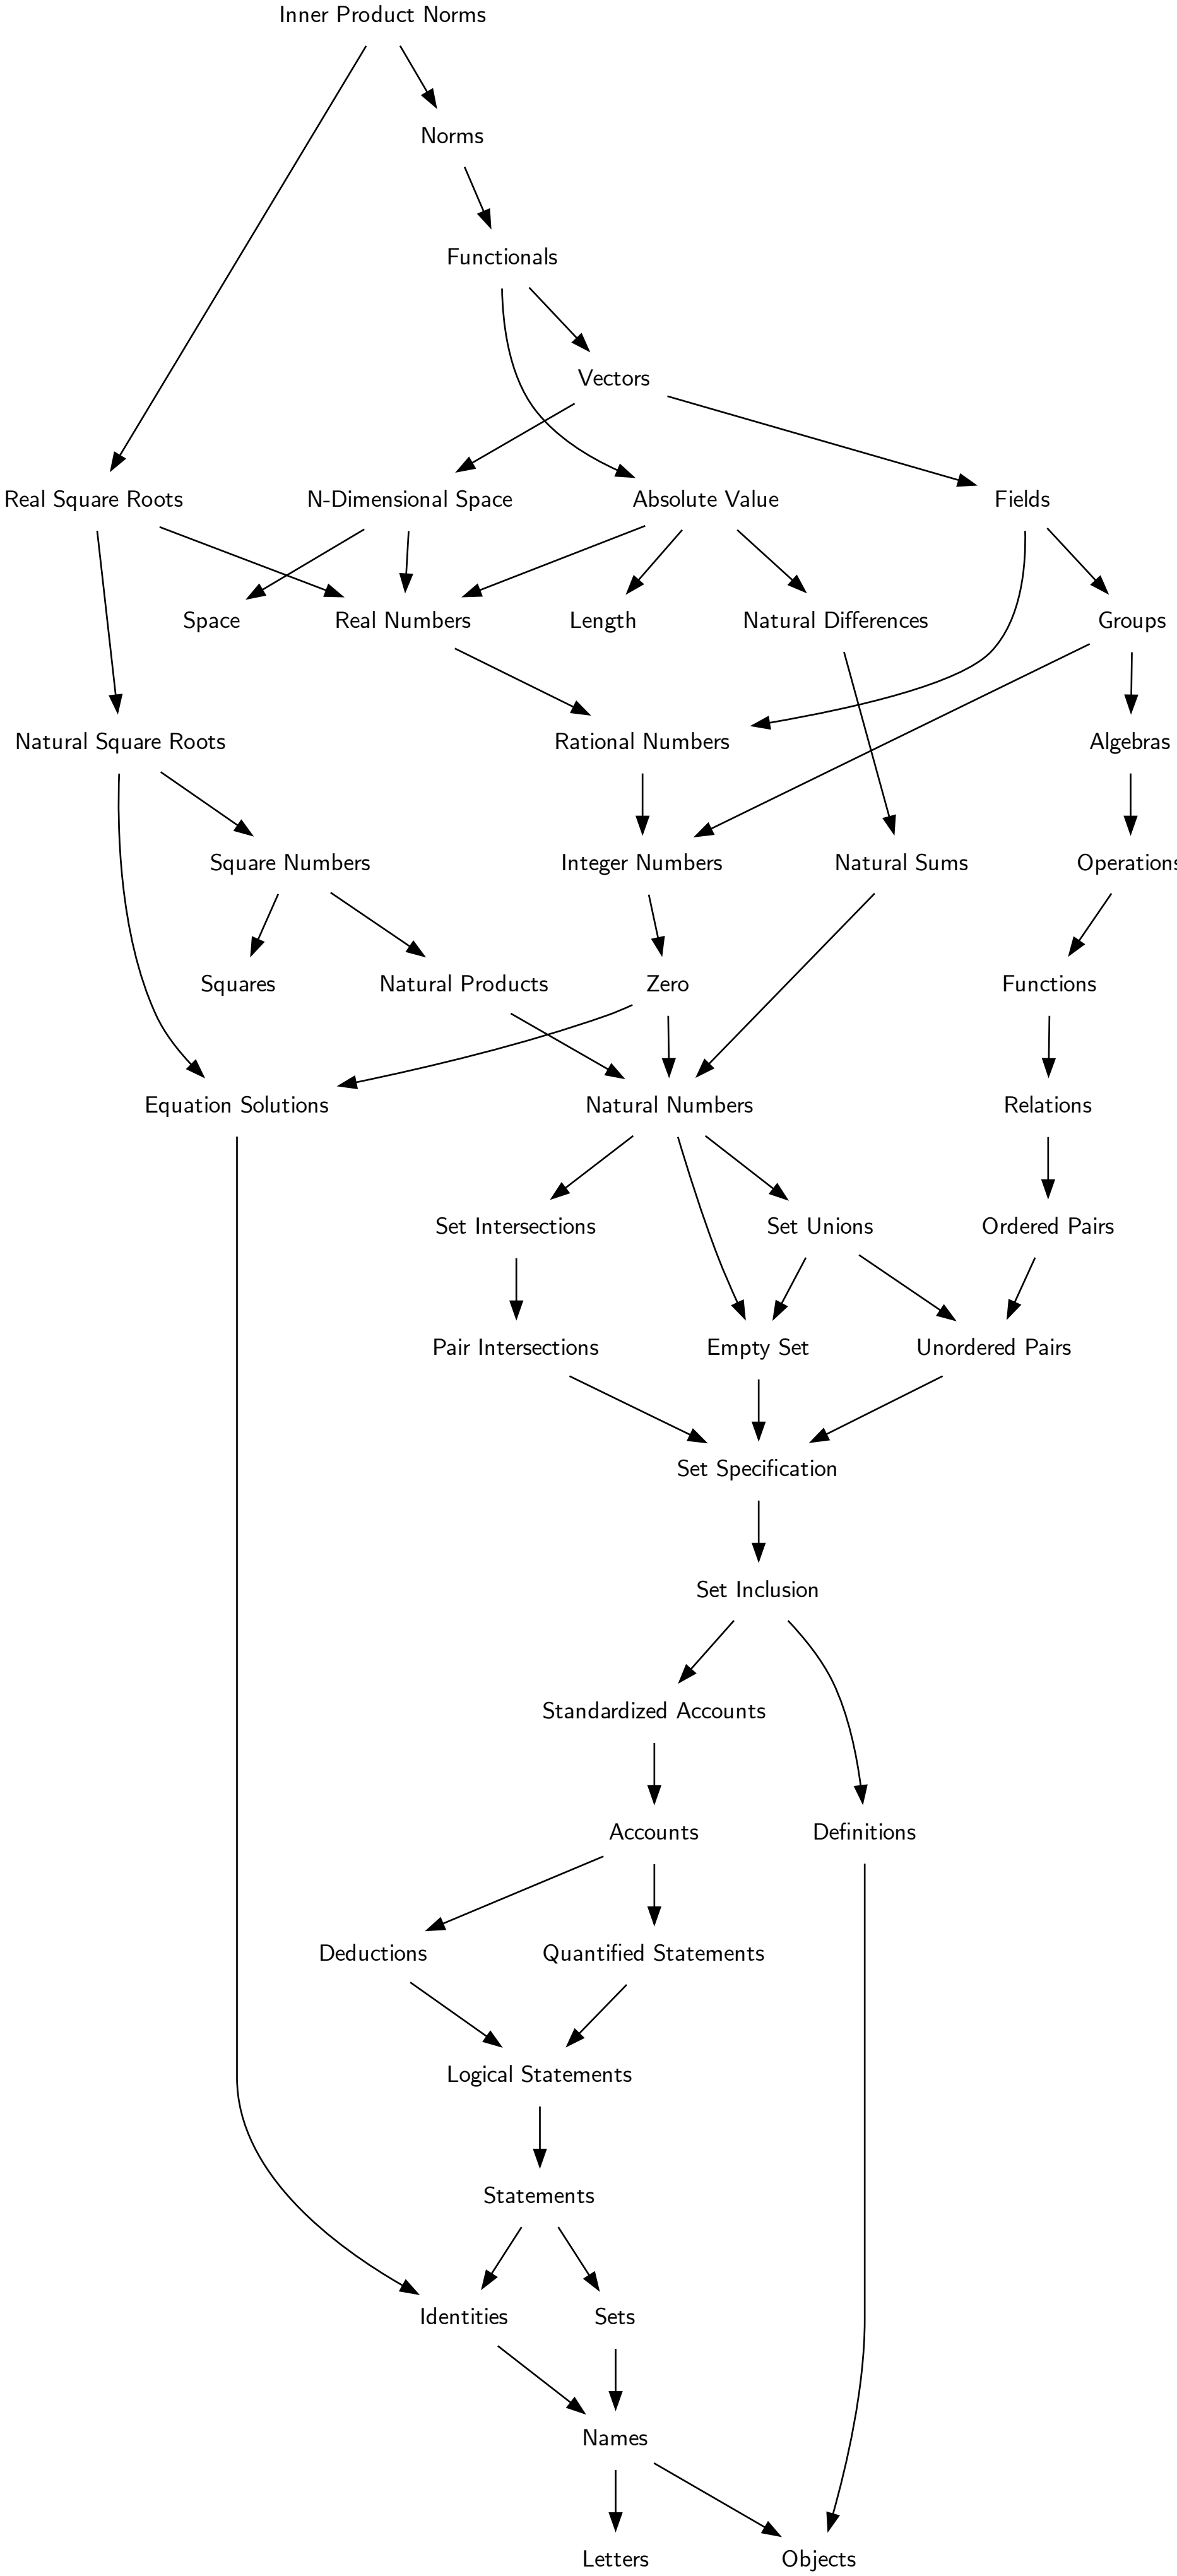 Inner Product Norms
Norms
Functionals
Vectors
Real Square Roots
N-Dimensional Space
Absolute Value
Fields
Space
Real Numbers
Length
Natural Differences
Groups
Natural Square Roots
Rational Numbers
Algebras
Square Numbers
Integer Numbers
Natural Sums
Operations
Squares
Natural Products
Zero
Functions
Equation Solutions
Natural Numbers
Relations
Set Intersections
Set Unions
Ordered Pairs
Pair Intersections
Empty Set
Unordered Pairs
Set Specification
Set Inclusion
Standardized Accounts
Accounts
Definitions
Deductions
Quantified Statements
Logical Statements
Statements
Identities
Sets
Names
Letters
Objects